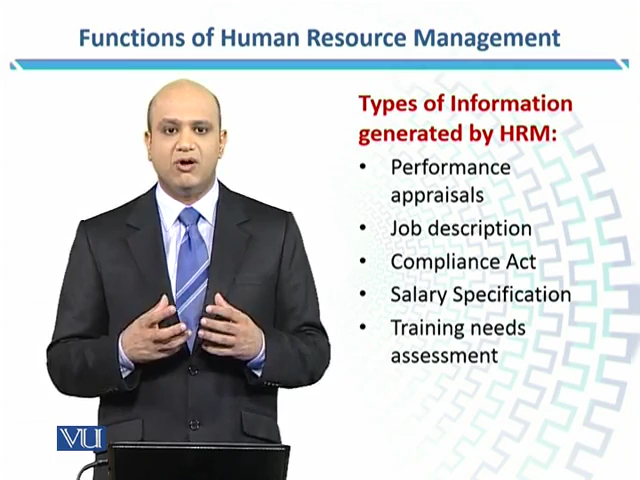 Functions of Human Resource Management
Types of Information
generated by HRM:
• Performance
appraisals
• Job description
• Compliance Act
• Salary Specification
• Training needs
assessment
VU